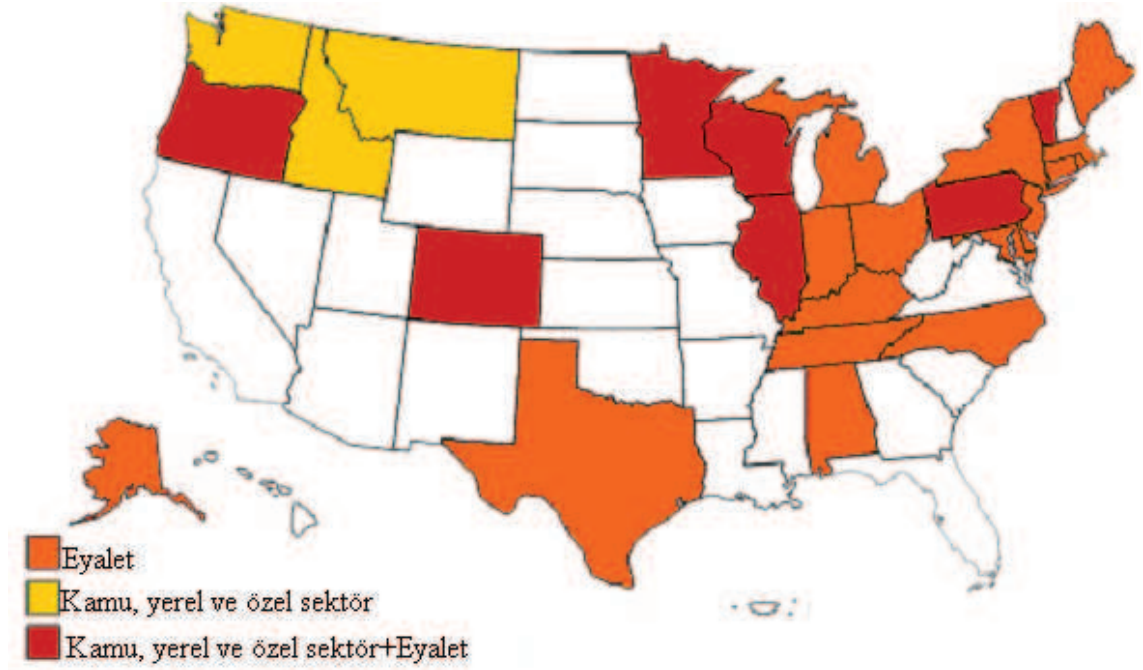 Eyalet
Kamu, yerel ve özel sektör
Kamu, yerel ve özel sektör+Eyalet